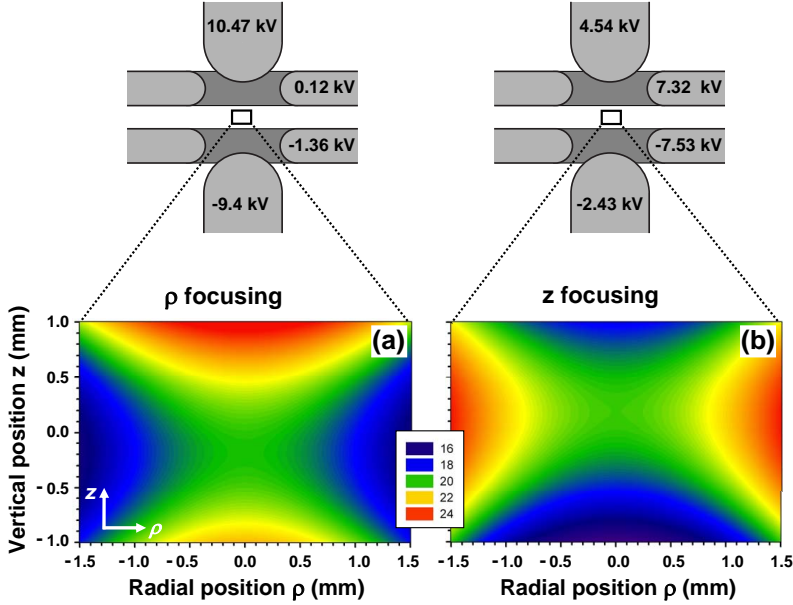 10.47 kV
0.12 kV
-1.36 kV
-9.4 kV
4.54 kV
7.32 kV
-7.53 kV
-2.43 kV
ρ focusing
z focusing
(a)
(b)
Vertical position z (mm)
1.0
0.5
0.0
-0.5
-1.0
z
ρ
16
18
20
22
24
-1.5 -1.0 -0.5 0.0 0.5 1.0 1.5
-1.5 -1.0 -0.5 0.0 0.5 1.0 1.5
Radial position ρ (mm)
Radial position ρ (mm)